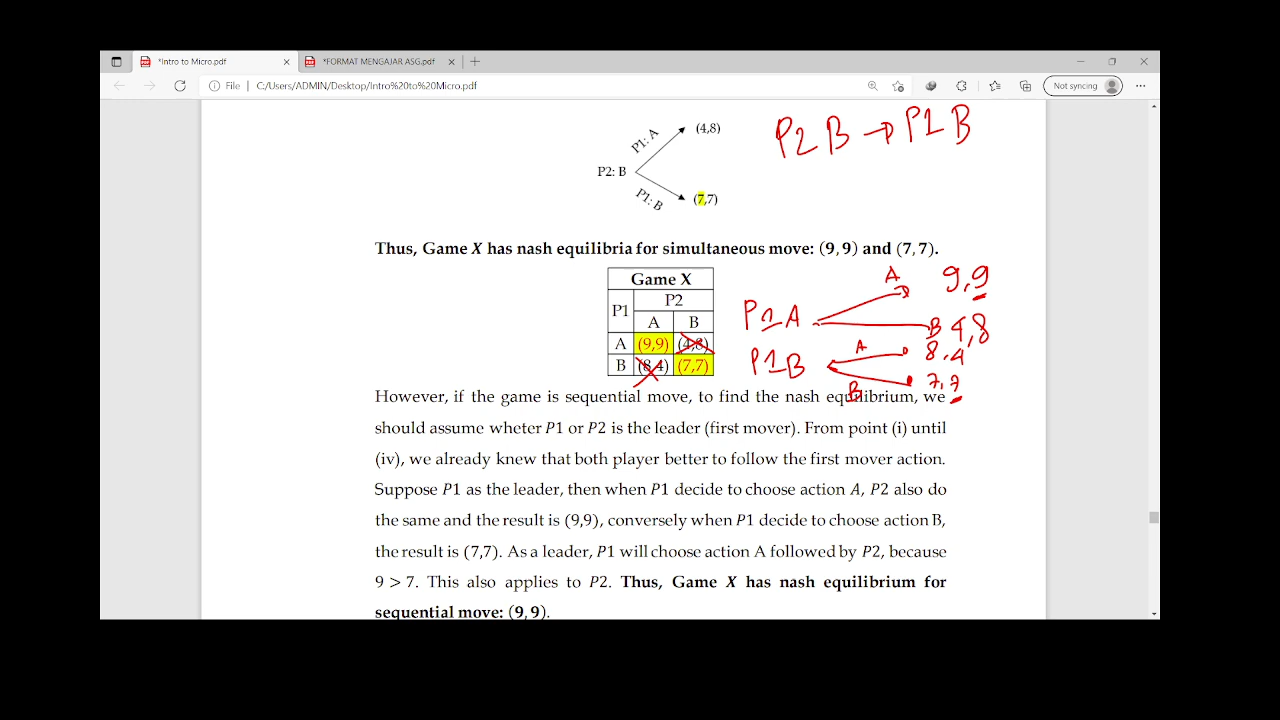 *Intro to Micro.pdf
*FORMAT MENGAJAR ASG.pdf
File
C:/Users/ADMIN/Desktop/Intro%20to%20Micro.pdf
Not syncing
P1: A
(4,8)
P2 B → P1 B
P2: B
P1: B
(7,7)
Thus, Game X has nash equilibria for simultaneous move: (9, 9) and (7, 7).
Game X
P1
P2
A B
A (9,9) (4,8)
B (8,4) (7,7)
A 9,9
P1 A
B 4,8
P1 B
A 8,4
B 7,7
However, if the game is sequential move, to find the nash equilibrium, we
should assume wheter P1 or P2 is the leader (first mover). From point (i) until
(iv), we already knew that both player better to follow the first mover action.
Suppose P1 as the leader, then when P1 decide to choose action A, P2 also do
the same and the result is (9,9), conversely when P1 decide to choose action B,
the result is (7,7). As a leader, P1 will choose action A followed by P2, because
9 > 7. This also applies to P2. Thus, Game X has nash equilibrium for
sequential move: (9, 9).